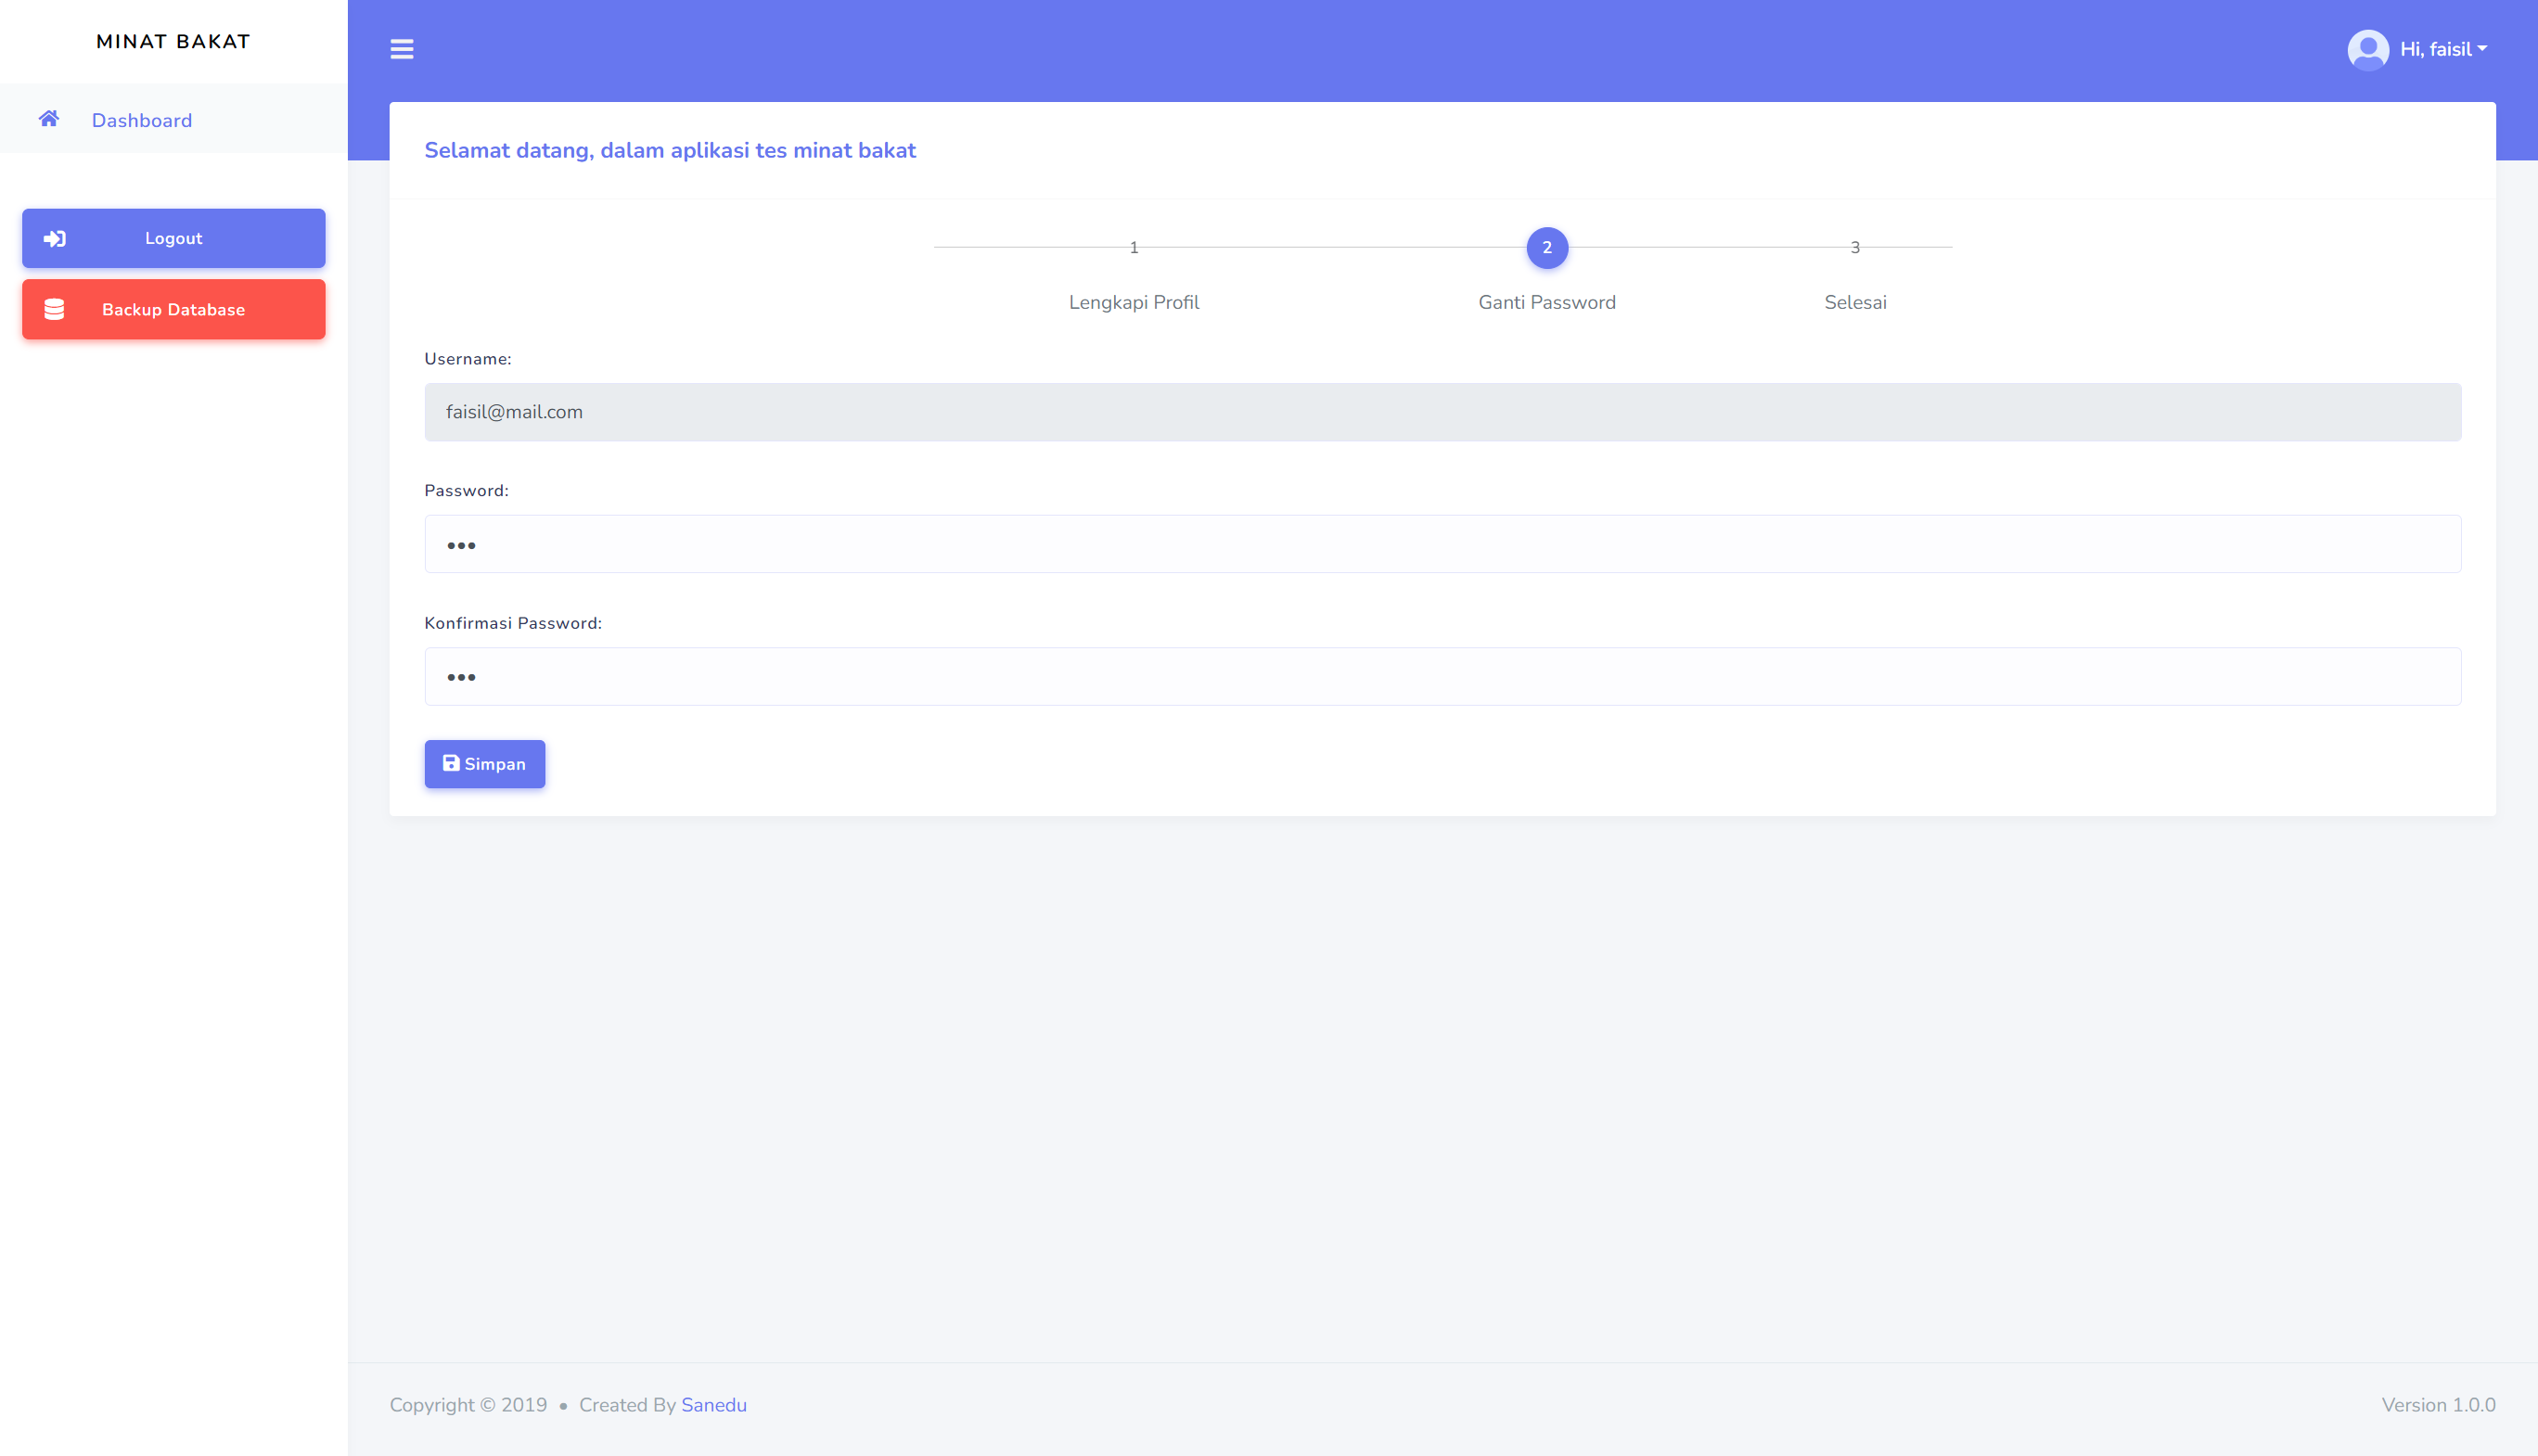 MINAT BAKAT
Dashboard
Logout
Backup Database
Hi, faisil
Selamat datang, dalam aplikasi tes minat bakat
1
2
3
Lengkapi Profil
Ganti Password
Selesai
Username:
faisil@mail.com
Password:
•••
Konfirmasi Password:
•••
Simpan
Copyright © 2019 • Created By Sanedu
Version 1.0.0